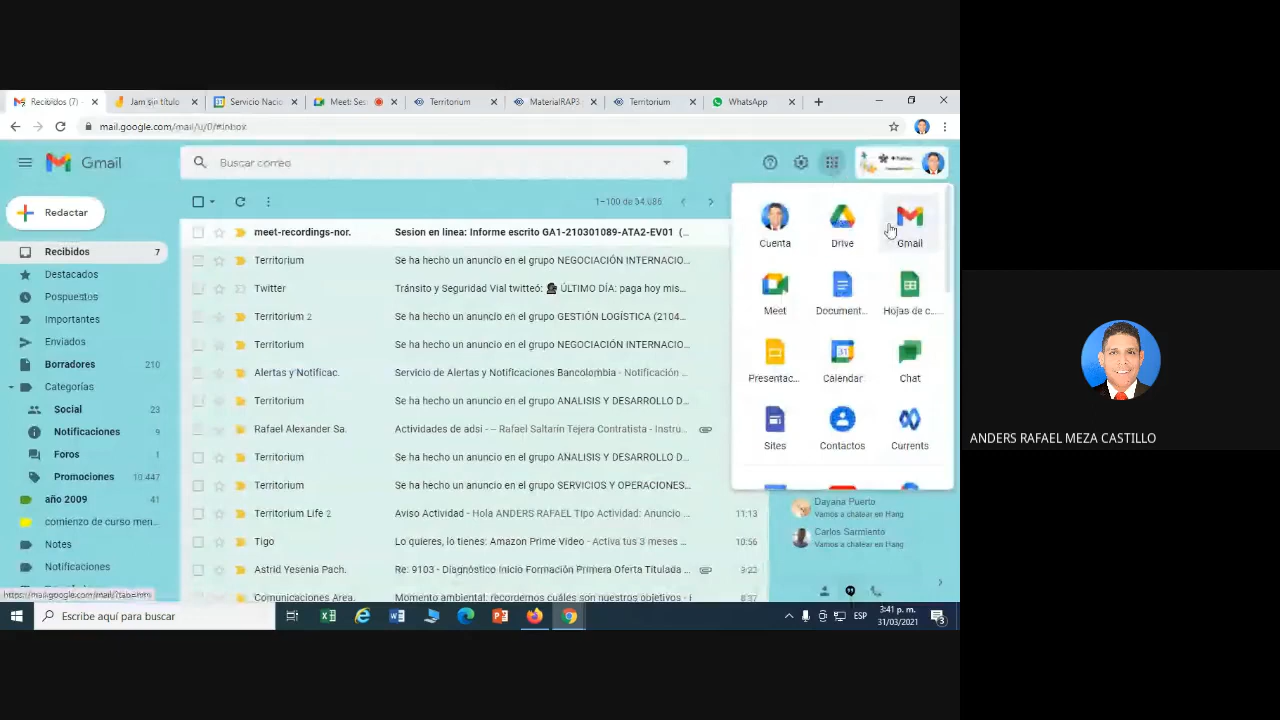 Recibidos (7)
Jam sin título
Servicio Nacio
Meet: Se
Territorium
MaterialRAP3
Territorium
WhatsApp
mail.google.com/mail/u/0/#inbox
Gmail
Buscar correo
Redactar
1–100 de 34.086
Recibidos 7
Destacados
Pospuestos
Importantes
Enviados
Borradores 210
Categorías
Social 23
Notificaciones 9
Foros 1
Promociones 10.447
año 2009 41
comienzo de curso men...
Notes
Notificaciones
meet-recordings-nor. Sesion en linea: Informe escrito GA1-210301089-ATA2-EV01 (...
Territorium Se ha hecho un anuncio en el grupo NEGOCIACIÓN INTERNACIO...
Twitter Tránsito y Seguridad Vial twitteó: ÚLTIMO DÍA: paga hoy mis...
Territorium 2 Se ha hecho un anuncio en el grupo GESTIÓN LOGÍSTICA (2104...
Territorium Se ha hecho un anuncio en el grupo NEGOCIACIÓN INTERNACIO...
Alertas y Notificac. Servicio de Alertas y Notificaciones Bancolombia - Notificación ...
Territorium Se ha hecho un anuncio en el grupo ANALISIS Y DESARROLLO D...
Rafael Alexander Sa. Actividades de adsi - -- Rafael Saltarín Tejera Contratista - Instru...
Territorium Se ha hecho un anuncio en el grupo ANALISIS Y DESARROLLO D...
Territorium Se ha hecho un anuncio en el grupo SERVICIOS Y OPERACIONES...
Territorium Life 2 Aviso Actividad - Hola ANDERS RAFAEL Tipo Actividad: Anuncio ... 11:13
Tigo Lo quieres, lo tienes: Amazon Prime Video - Activa tus 3 meses ... 10:56
Astrid Yesenia Pach. Re: 9103 - Diagnóstico Inicio Formación Primera Oferta Titulada ... 9:23
Comunicaciones Area. Momento ambiental: recordemos cuáles son nuestros objetivos - 8:37
Cuenta
Drive
Gmail
Meet
Document...
Hojas de c...
Presentac...
Calendar
Chat
Sites
Contactos
Currents
Dayana Puerto
Vamos a chatear en Hang
Carlos Sarmiento
Vamos a chatear en Hang
Escribe aquí para buscar
ESP
3:41 p. m.
31/03/2021
3
ANDERS RAFAEL MEZA CASTILLO